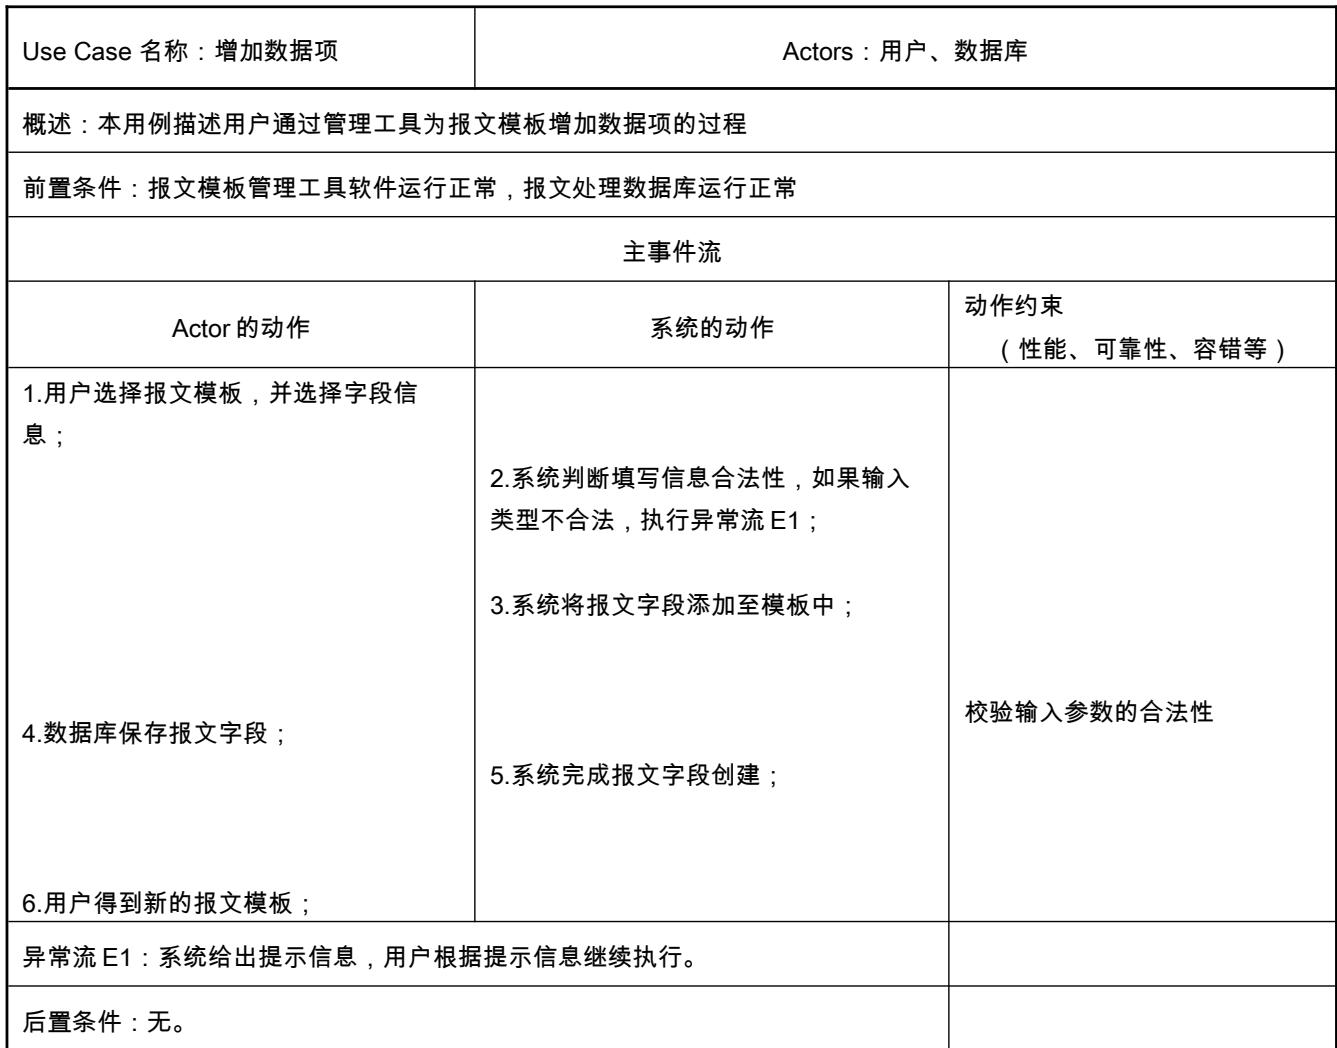 Use Case 名称：增加数据项
Actors：用户、数据库
概述：本用例描述用户通过管理工具为报文模板增加数据项的过程
前置条件：报文模板管理工具软件运行正常，报文处理数据库运行正常
主事件流
Actor 的动作
系统的动作
动作约束
（性能、可靠性、容错等）
1.用户选择报文模板，并选择字段信
息；
2.系统判断填写信息合法性，如果输入
类型不合法，执行异常流 E1；
3.系统将报文字段添加至模板中；
4.数据库保存报文字段；
5.系统完成报文字段创建；
6.用户得到新的报文模板；
校验输入参数的合法性
异常流 E1：系统给出提示信息，用户根据提示信息继续执行。
后置条件：无。